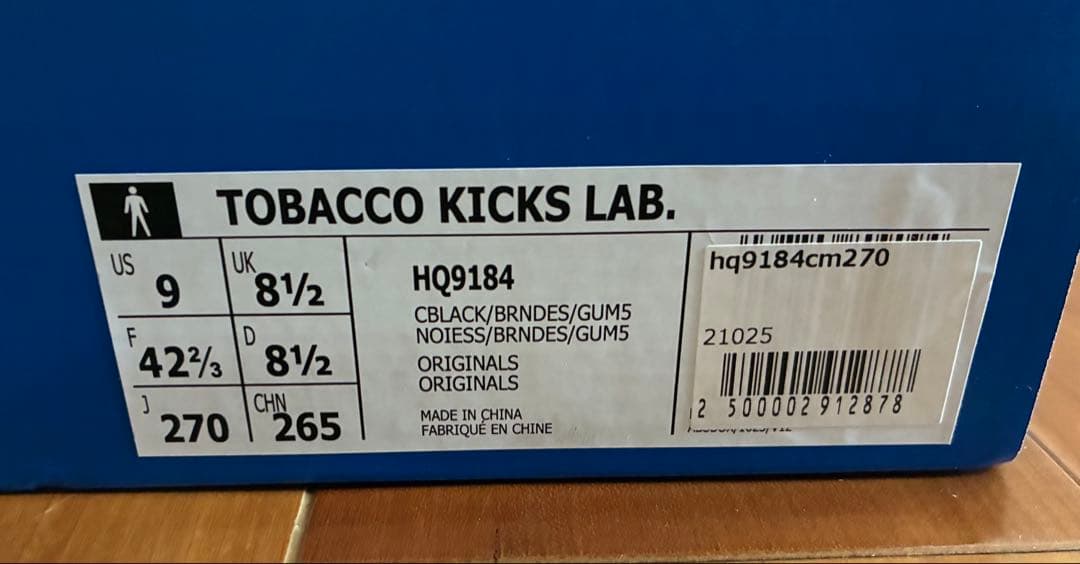 TOBACCO KICKS LAB.
US 9 UK 8½
F 42⅔ D 8½
J 270 CHN 265
HQ9184
CBLACK/BRNDES/GUM5
NOIESS/BRNDES/GUM5
ORIGINALS
ORIGINALS
MADE IN CHINA
FABRIQUÉ EN CHINE
hq9184cm270
21025
2 500002 912878